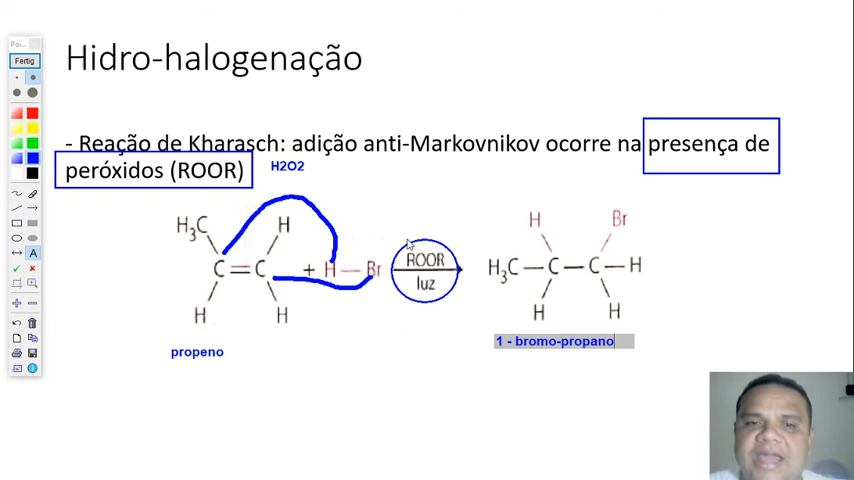 Poi...
Fertig
Hidro-halogenação
- Reação de Kharasch: adição anti-Markovnikov ocorre na presença de
peróxidos (ROOR) H2O2
H₃C H H Br
C = C + H — Br ROOR H₃C — C — C — H
luz
H H H H
propeno 1 - bromo-propano
A